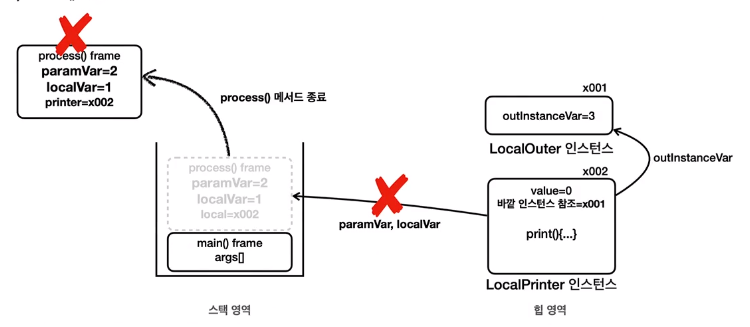 process() frame
paramVar=2
localVar=1
printer=x002
process() 메서드 종료
x001
outInstanceVar=3
LocalOuter 인스턴스
outInstanceVar
x002
value=0
바깥 인스턴스 참조=x001
print(){...}
LocalPrinter 인스턴스
process() frame
paramVar=2
localVar=1
local=x002
paramVar, localVar
main() frame
args[]
스택 영역
힙 영역